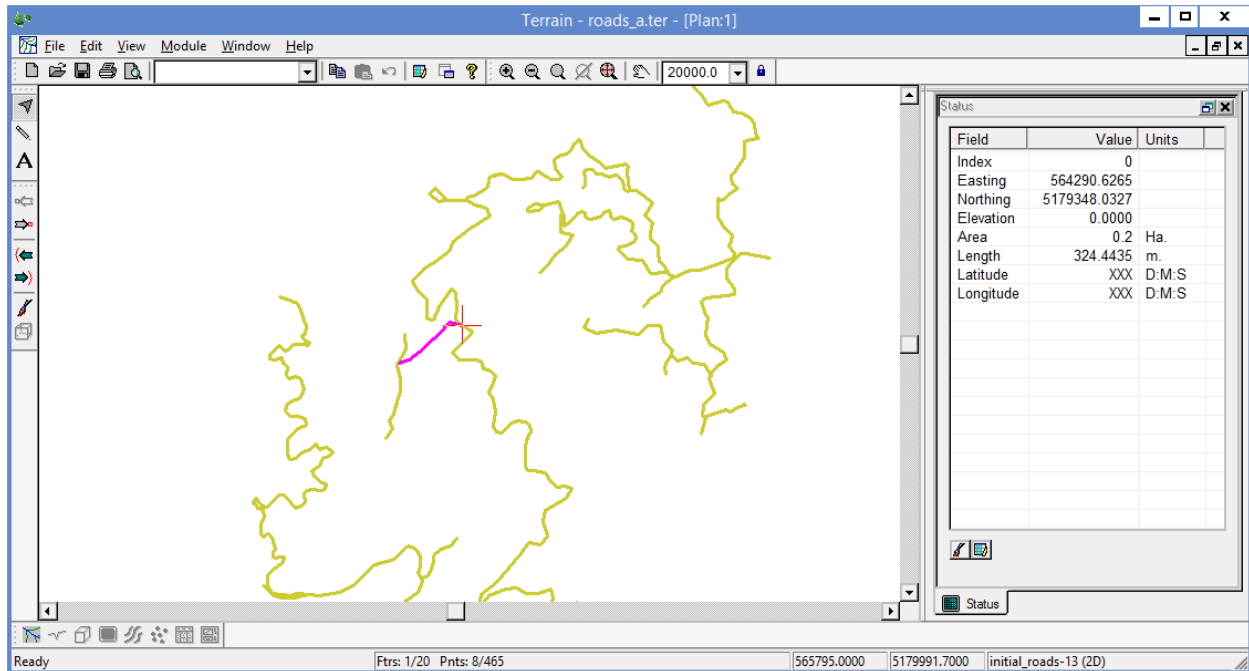 Terrain - roads_a.ter - [Plan:1]
File Edit View Module Window Help
20000.0
A
Status
Field Value Units
Index 0
Easting 564290.6265
Northing 5179348.0327
Elevation 0.0000
Area 0.2 Ha.
Length 324.4435 m.
Latitude XXX D:M:S
Longitude XXX D:M:S
Status
Ready Ftrs: 1/20 Pnts: 8/465 565795.0000 5179991.7000 initial_roads-13 (2D)